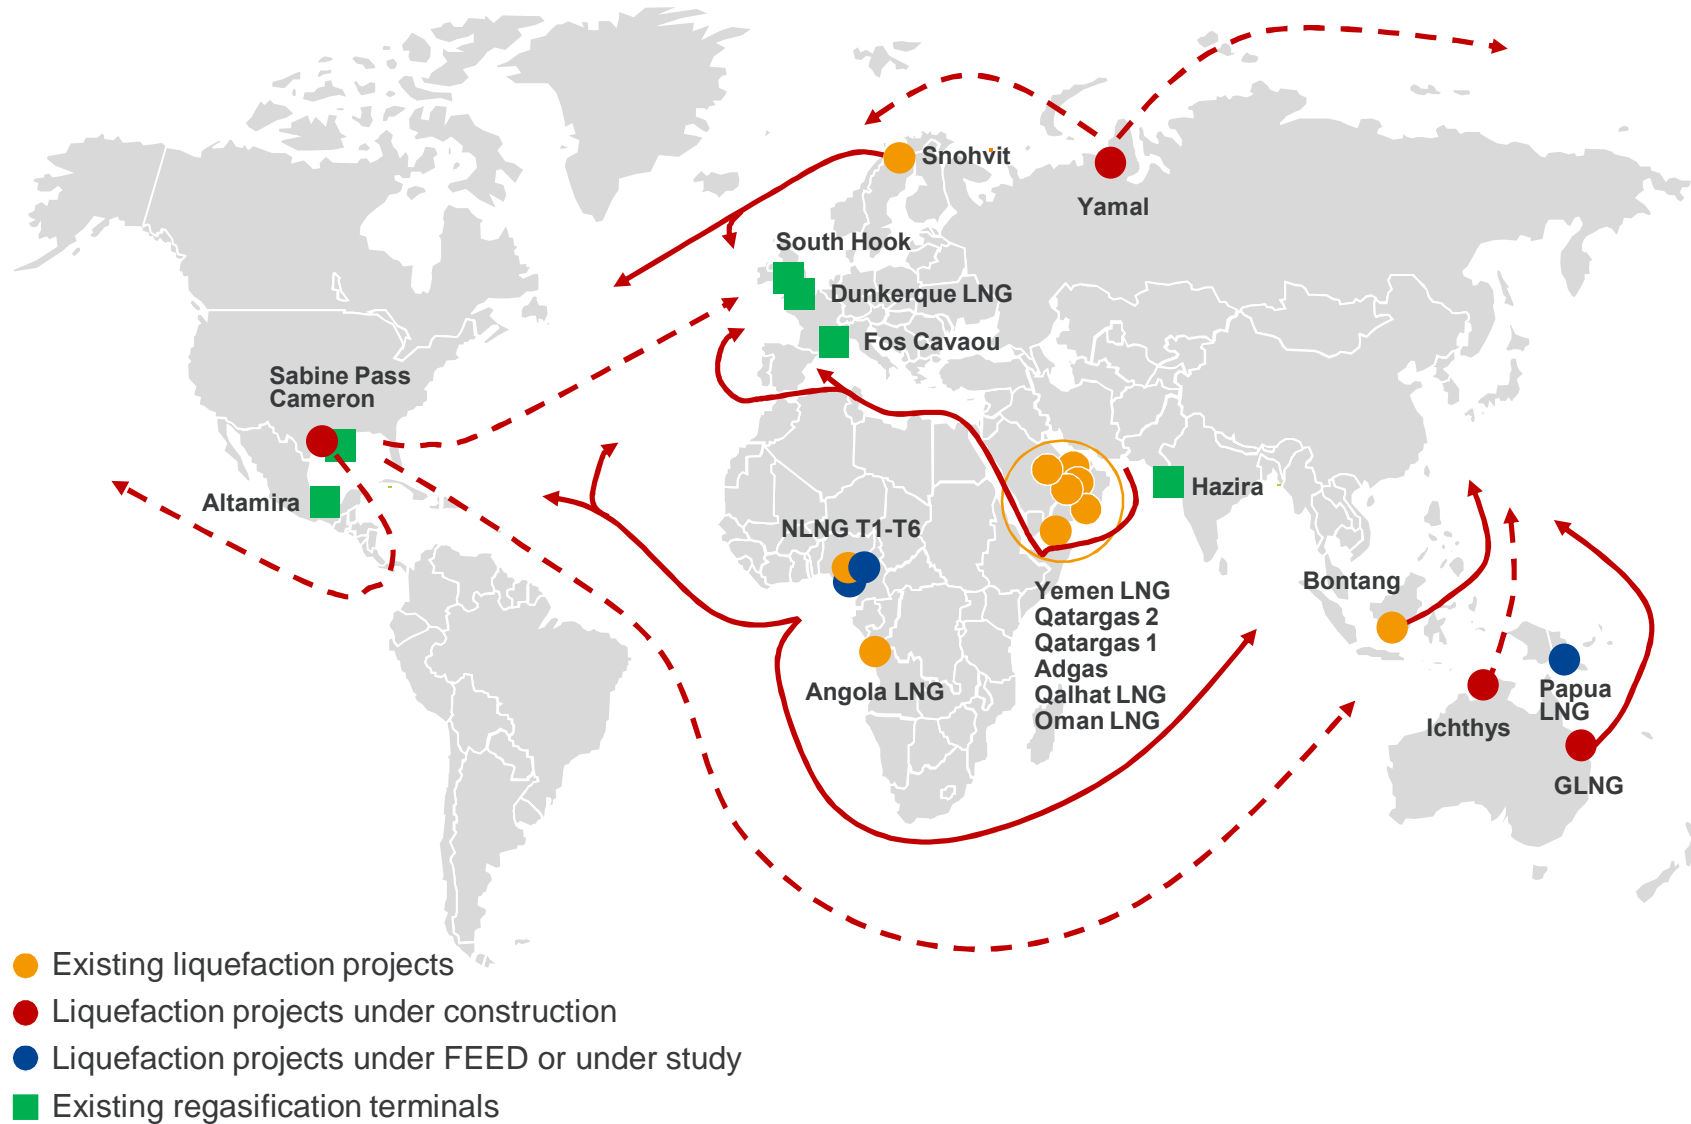 Snohvit
Yamal
South Hook
Dunkerque LNG
Fos Cavaou
Sabine Pass
Cameron
Altamira
Hazira
NLNG T1-T6
Angola LNG
Yemen LNG
Qatargas 2
Qatargas 1
Adgas
Qalhat LNG
Oman LNG
Bontang
Papua
LNG
Ichthys
GLNG
Existing liquefaction projects
Liquefaction projects under construction
Liquefaction projects under FEED or under study
Existing regasification terminals